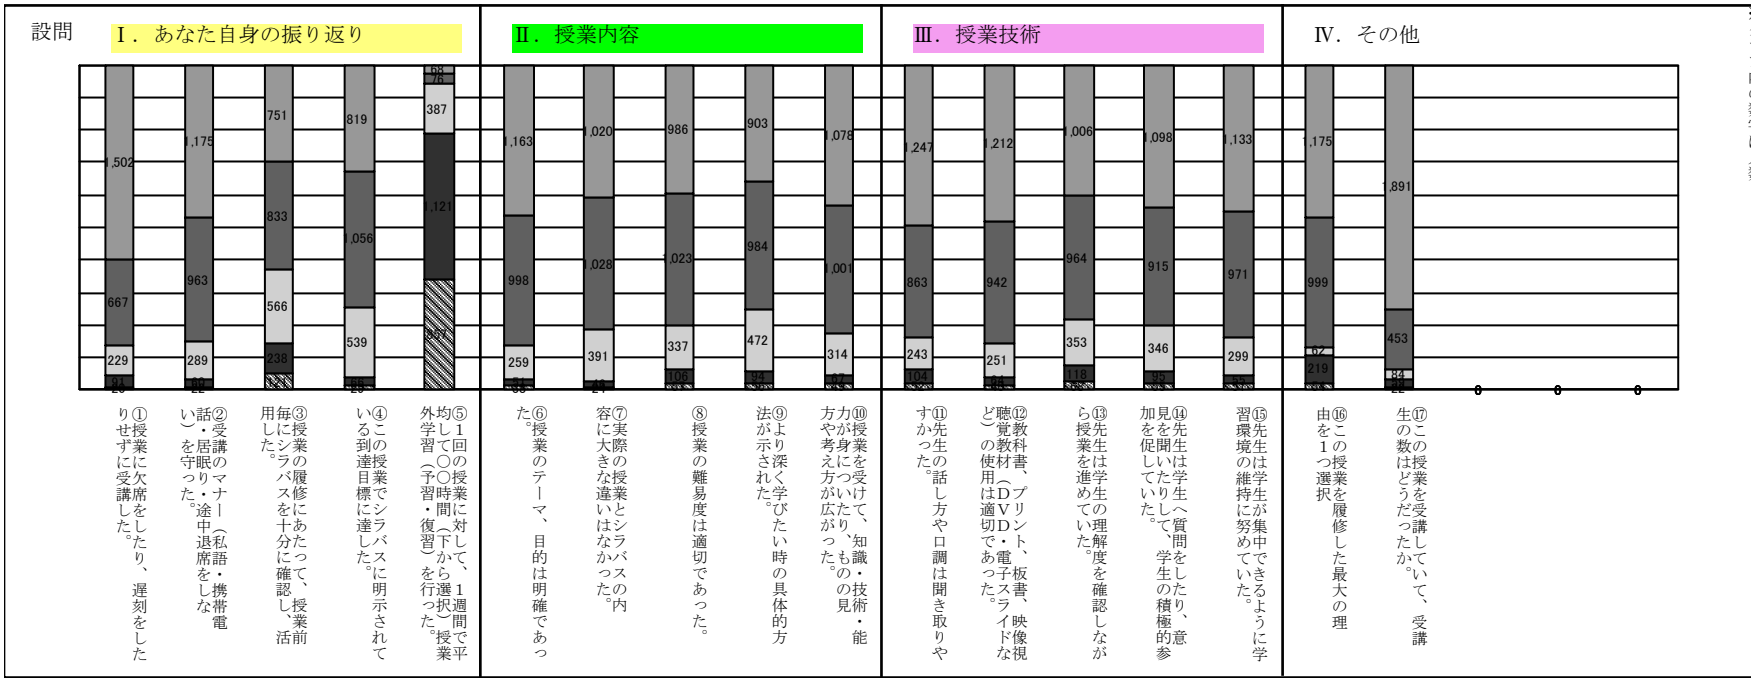 設問
Ⅰ．あなた自身の振り返り
Ⅱ．授業内容
Ⅲ．授業技術
Ⅳ．その他
1,502
667
229
91
1,175
963
289
22
751
833
566
238
121
819
1,056
539
68
76
387
1,121
857
1,163
998
259
51
1,020
1,028
391
986
1,023
337
106
903
984
472
94
1,078
1,001
314
67
1,247
863
243
104
1,212
942
251
1,006
964
353
118
1,098
915
346
95
1,133
971
299
55
1,175
999
62
219
1,891
453
84
22
0
0
0
①授業に欠席をしたり、遅刻をした
りせずに受講した。
②受講のマナー（私語・携帯電
話・居眠り・途中退席をしな
い）を守った。
③授業の履修にあたって、授業前
毎にシラバスを十分に確認し、活
用した。
④この授業でシラバスに明示されて
いる到達目標に達した。
⑤１回の授業に対して、１週間で平
均して〇〇時間（下から選択）授業
外学習（予習・復習）を行った。
⑥授業のテーマ、目的は明確であっ
た。
⑦実際の授業とシラバスの内
容に大きな違いはなかった。
⑧授業の難易度は適切であった。
⑨より深く学びたい時の具体的方
法が示された。
⑩授業を受けて、知識・技術・能
力が身についたり、ものの見
方や考え方が広がった。
⑪先生の話し方や口調は聞き取りや
すかった。
⑫教科書、プリント、板書、映像視
聴覚教材（ＤＶＤ・電子スライドな
ど）の使用は適切であった。
⑬先生は学生の理解度を確認しなが
ら授業を進めていた。
⑭先生は学生へ質問をしたり、意
見を聞いたりして、学生の積極的参
加を促していた。
⑮先生は学生が集中できるように学
習環境の維持に努めていた。
⑯この授業を履修した最大の理
由を１つ選択
⑰この授業を受講していて、受講
生の数はどうだったか。